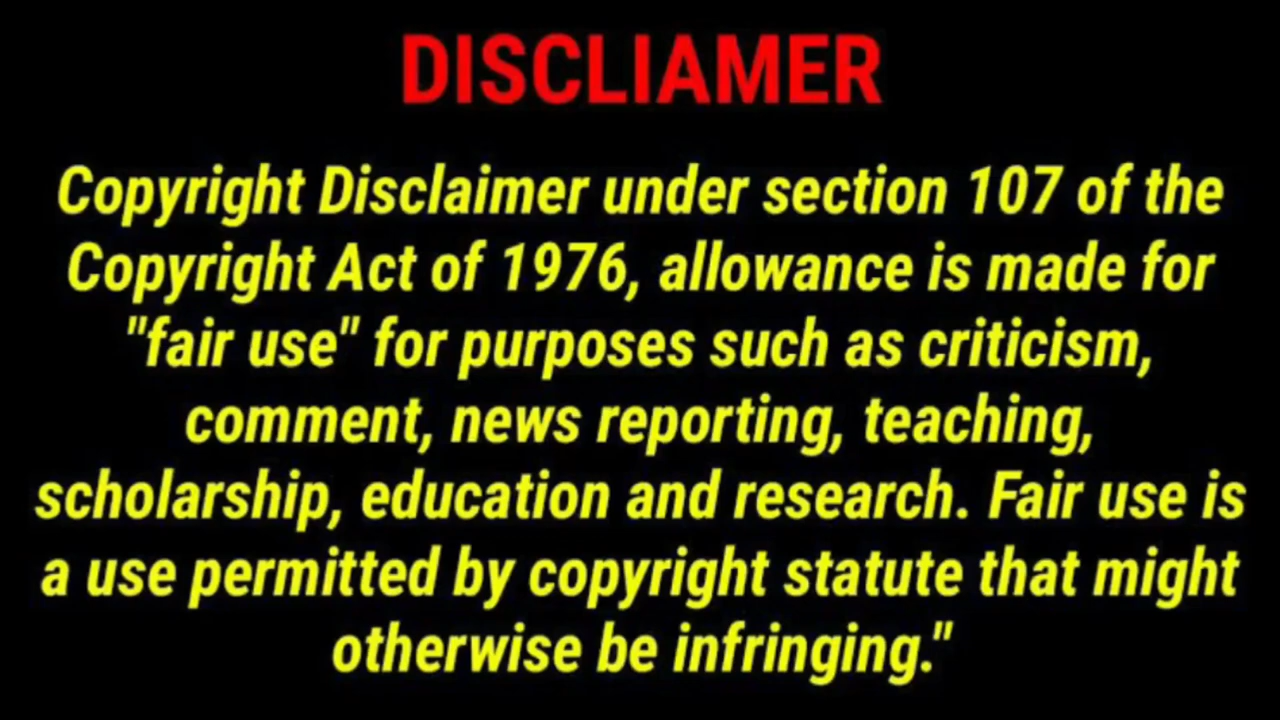 DISCLIAMER
Copyright Disclaimer under section 107 of the
Copyright Act of 1976, allowance is made for
"fair use" for purposes such as criticism,
comment, news reporting, teaching,
scholarship, education and research. Fair use is
a use permitted by copyright statute that might
otherwise be infringing."